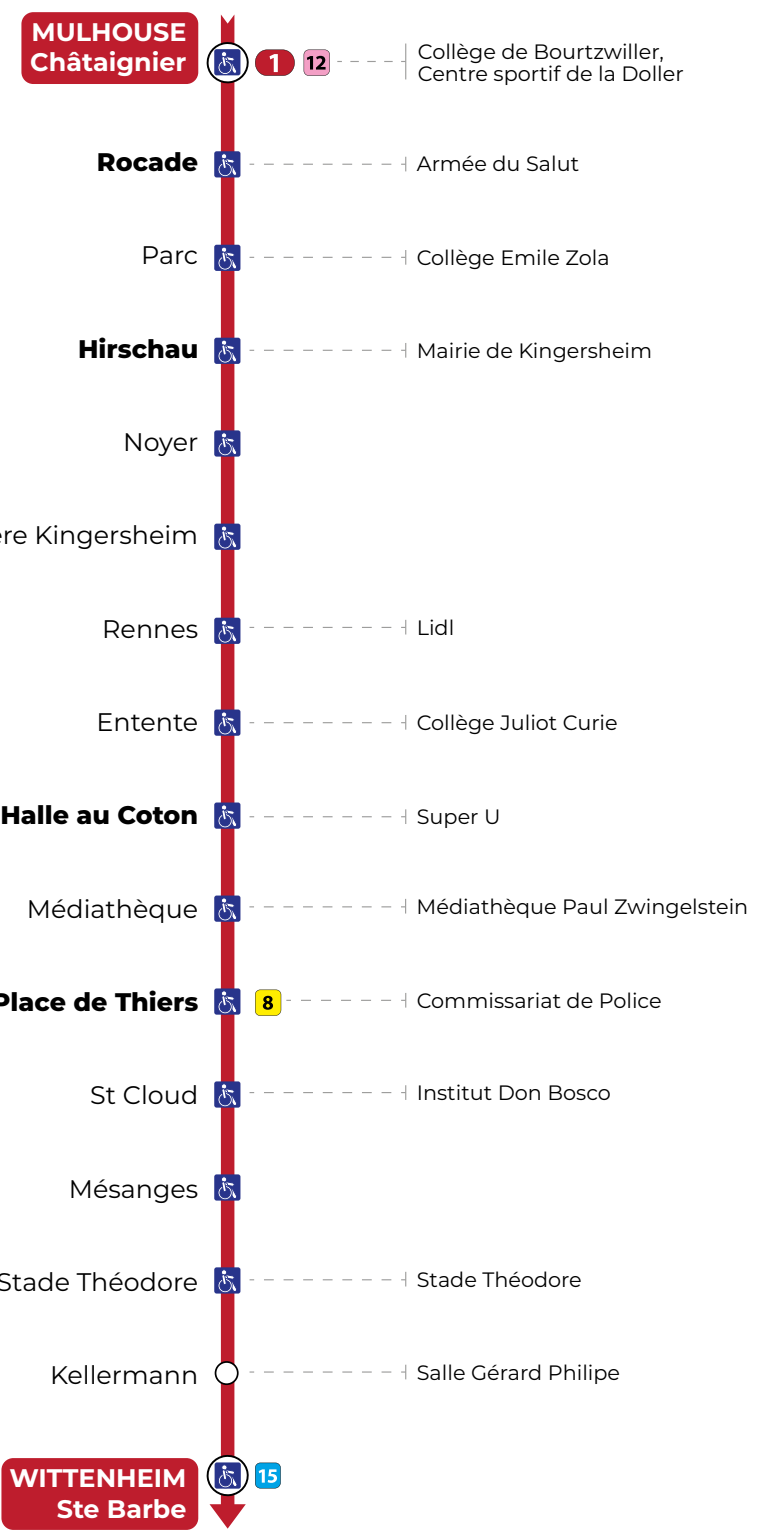 MULHOUSE
Châtaignier
1 12
Collège de Bourtzwiller,
Centre sportif de la Doller
Rocade
Armée du Salut
Parc
Collège Emile Zola
Hirschau
Mairie de Kingersheim
Noyer
Kingersheim
Rennes
Lidl
Entente
Collège Juliot Curie
Halle au Coton
Super U
Médiathèque
Médiathèque Paul Zwingelstein
Place de Thiers
8
Commissariat de Police
St Cloud
Institut Don Bosco
Mésanges
Stade Théodore
Stade Théodore
Kellermann
Salle Gérard Philipe
WITTENHEIM
Ste Barbe
15